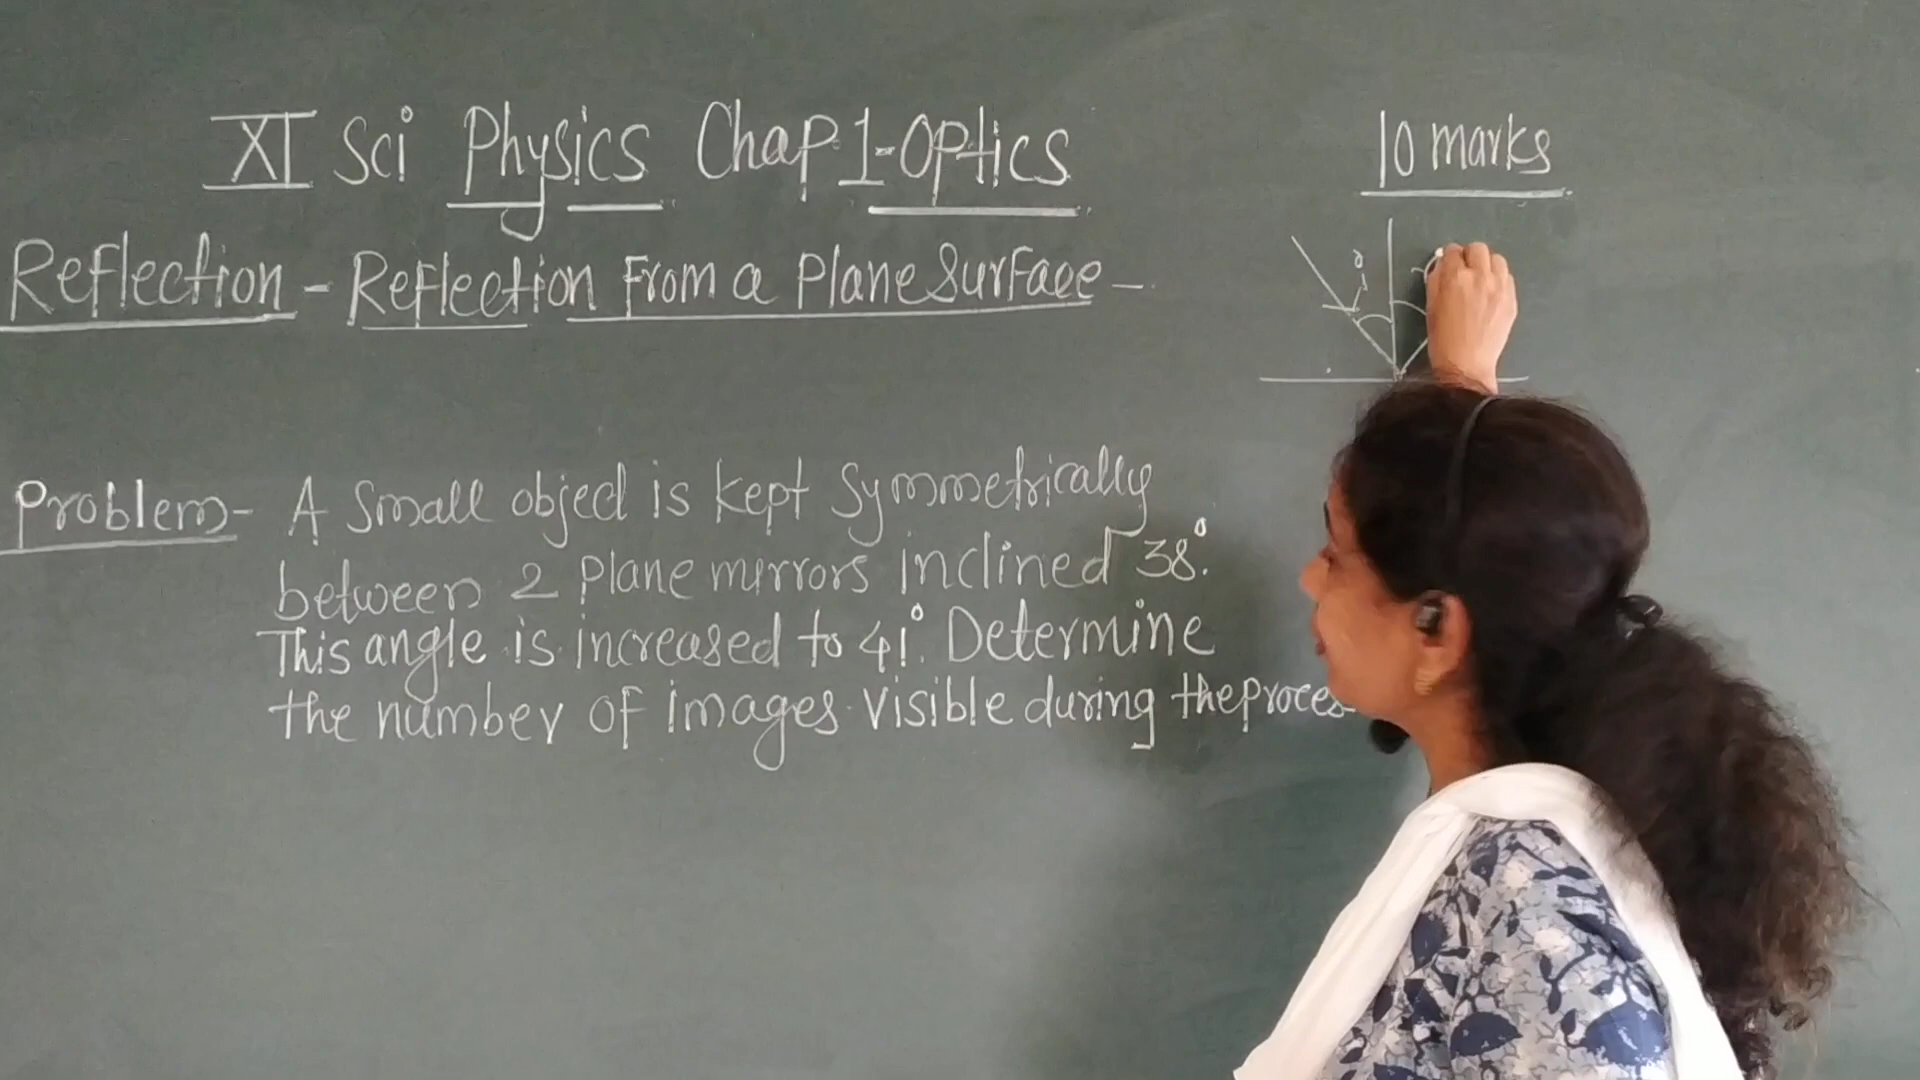 XI Sci Physics Chap 1-Optics
10 marks
Reflection - Reflection From a Plane Surface -
i
Problem- A Small object is kept Symmetrically
between 2 plane mirrors inclined 38°.
This angle is increased to 41°. Determine
the number of images visible during the proces